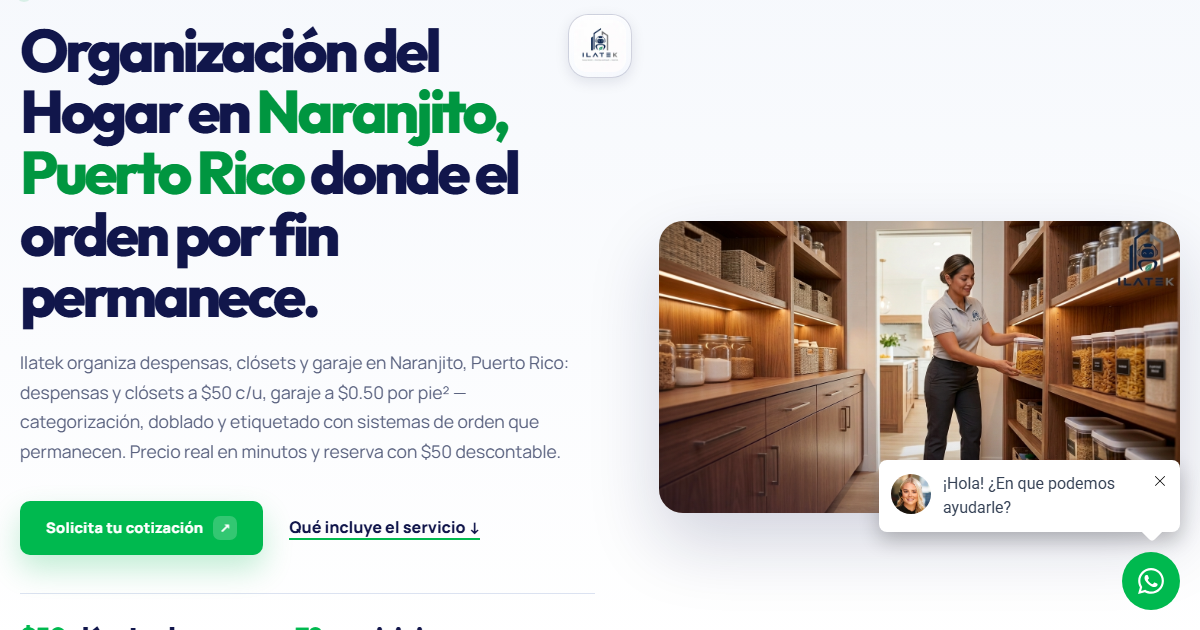 Organización del
Hogar en Naranjito,
Puerto Rico donde el
orden por fin
permanece.
ILATEK
Ilatek organiza despensas, clósets y garaje en Naranjito, Puerto Rico:
despensas y clósets a $50 c/u, garaje a $0.50 por pie² —
categorización, doblado y etiquetado con sistemas de orden que
permanecen. Precio real en minutos y reserva con $50 descontable.
Solicita tu cotización ↗
Qué incluye el servicio ↓
ILATEK
¡Hola! ¿En que podemos
ayudarle?